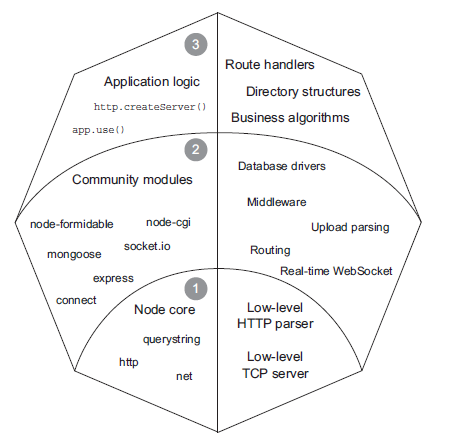 3
Application logic
http.createServer()
app.use()
Route handlers
Directory structures
Business algorithms
2
Community modules
node-formidable
node-cgi
mongoose
socket.io
express
connect
Database drivers
Middleware
Upload parsing
Routing
Real-time WebSocket
1
Node core
querystring
http
net
Low-level
HTTP parser
Low-level
TCP server